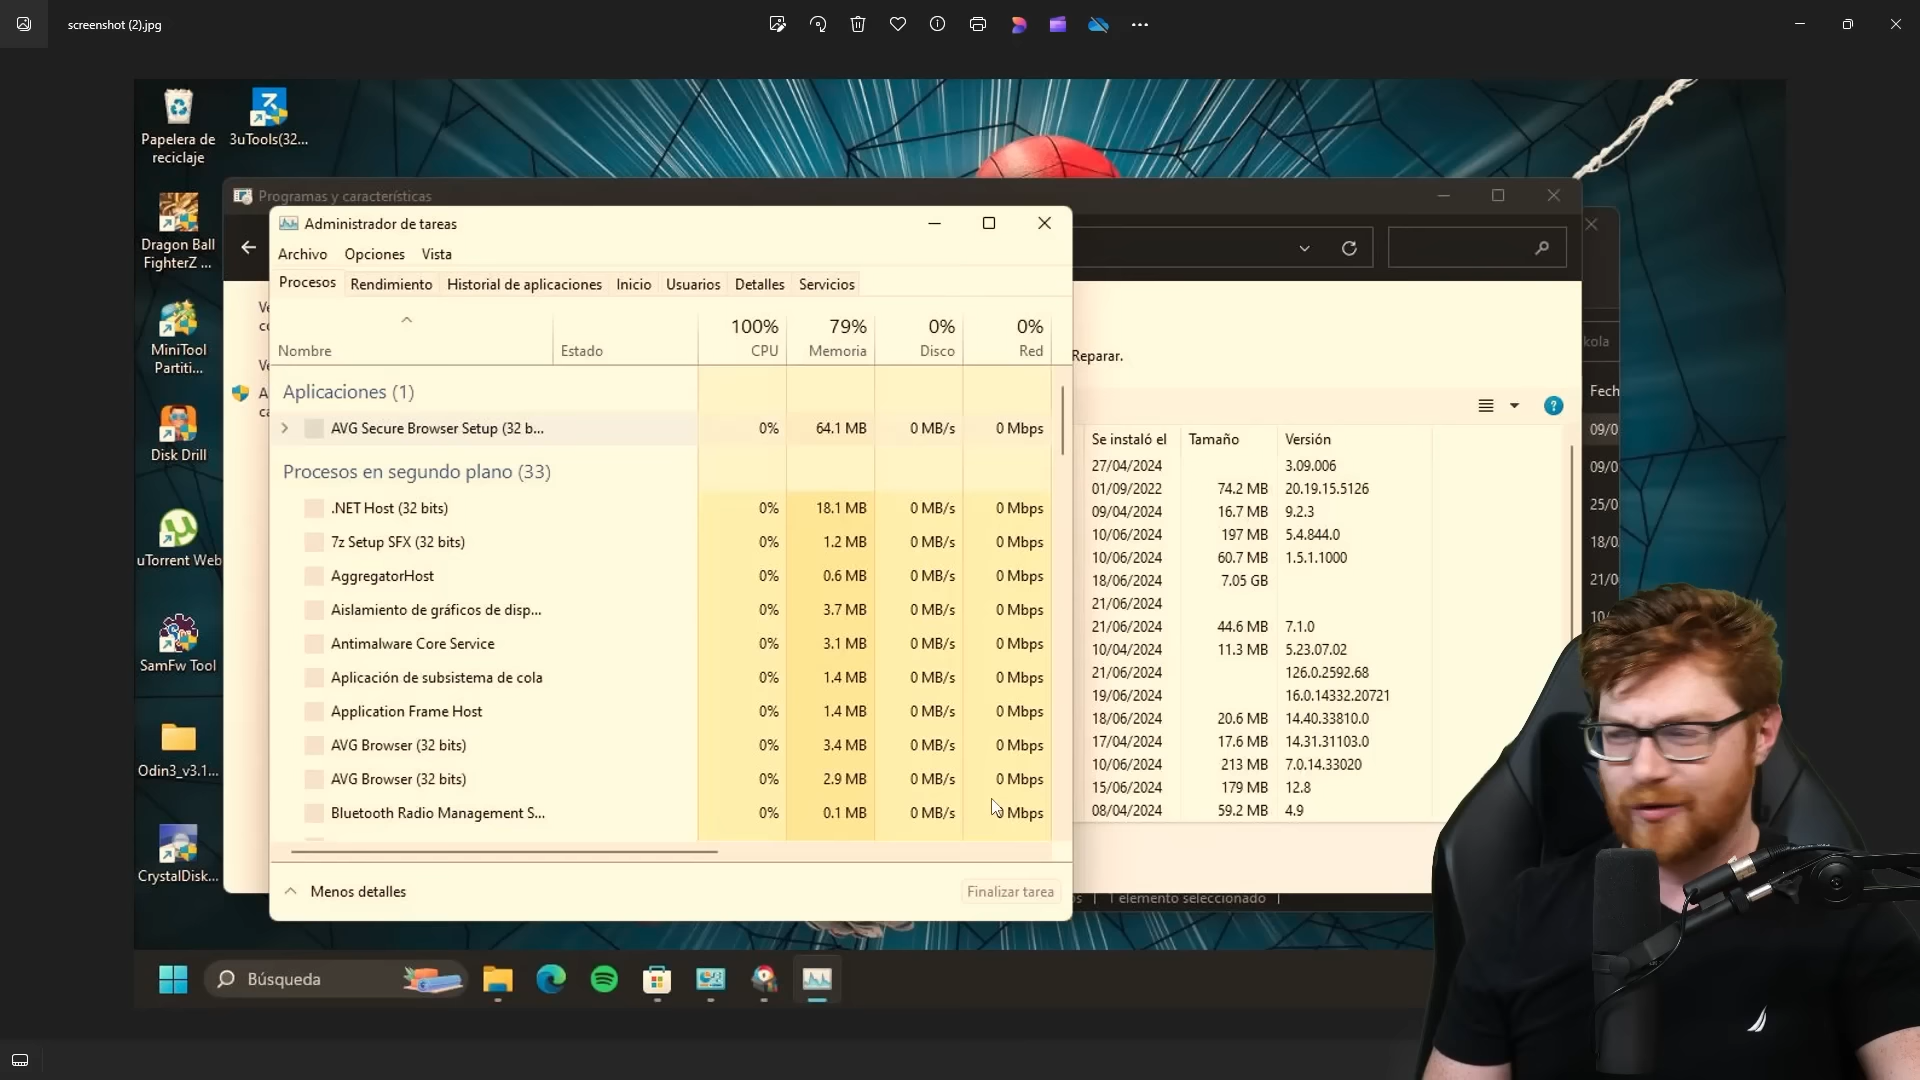 screenshot (2).jpg
Papelera de
reciclaje
3uTools(32...
Dragon Ball
FighterZ ...
MiniTool
Partiti...
Disk Drill
uTorrent Web
SamFw Tool
Odin3_v3.1...
CrystalDisk...
Programas y características
Administrador de tareas
Archivo Opciones Vista
Procesos Rendimiento Historial de aplicaciones Inicio Usuarios Detalles Servicios
100% 79% 0% 0%
Nombre Estado CPU Memoria Disco Red
Aplicaciones (1)
AVG Secure Browser Setup (32 b... 0% 64.1 MB 0 MB/s 0 Mbps
Procesos en segundo plano (33)
.NET Host (32 bits) 0% 18.1 MB 0 MB/s 0 Mbps
7z Setup SFX (32 bits) 0% 1.2 MB 0 MB/s 0 Mbps
AggregatorHost 0% 0.6 MB 0 MB/s 0 Mbps
Aislamiento de gráficos de disp... 0% 3.7 MB 0 MB/s 0 Mbps
Antimalware Core Service 0% 3.1 MB 0 MB/s 0 Mbps
Aplicación de subsistema de cola 0% 1.4 MB 0 MB/s 0 Mbps
Application Frame Host 0% 1.4 MB 0 MB/s 0 Mbps
AVG Browser (32 bits) 0% 3.4 MB 0 MB/s 0 Mbps
AVG Browser (32 bits) 0% 2.9 MB 0 MB/s 0 Mbps
Bluetooth Radio Management S... 0% 0.1 MB 0 MB/s 0 Mbps
Menos detalles Finalizar tarea
Reparar.
Se instaló el Tamaño Versión
27/04/2024 3.09.006
01/09/2022 74.2 MB 20.19.15.5126
09/04/2024 16.7 MB 9.2.3
10/06/2024 197 MB 5.4.844.0
10/06/2024 60.7 MB 1.5.1.1000
18/06/2024 7.05 GB
21/06/2024
21/06/2024 44.6 MB 7.1.0
10/04/2024 11.3 MB 5.23.07.02
21/06/2024 126.0.2592.68
19/06/2024 16.0.14332.20721
18/06/2024 20.6 MB 14.40.33810.0
17/04/2024 17.6 MB 14.31.31103.0
10/06/2024 213 MB 7.0.14.33020
15/06/2024 179 MB 12.8
08/04/2024 59.2 MB 4.9
1 elemento seleccionado
kola
Fech
09/0
09/0
25/0
18/0
21/0
10/
Búsqueda